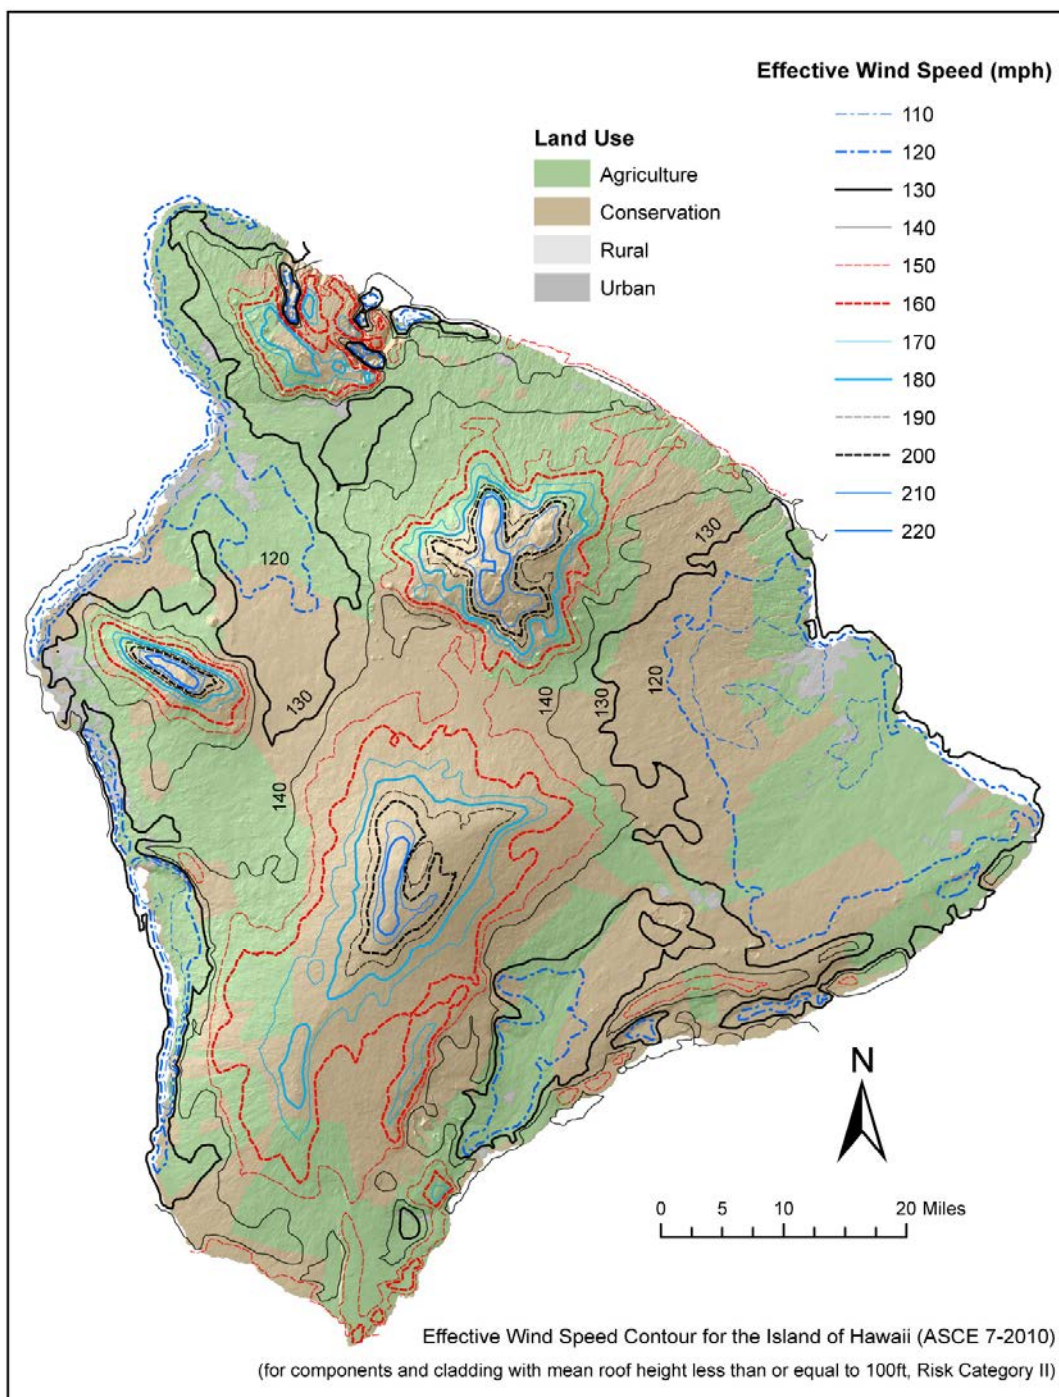 Effective Wind Speed (mph)
110
120
130
140
150
160
170
180
190
200
210
220
Land Use
Agriculture
Conservation
Rural
Urban
130
120
120
130
140
130
140
N
0 5 10 20 Miles
Effective Wind Speed Contour for the Island of Hawaii (ASCE 7-2010)
(for components and cladding with mean roof height less than or equal to 100ft, Risk Category II)